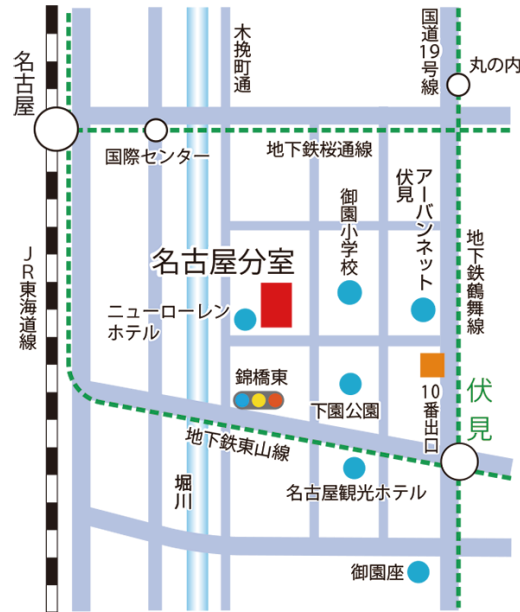 木挽町通
国道19号線
丸の内
名古屋
国際センター
地下鉄桜通線
アーバンネット
伏見
御園小学校
地下鉄鶴舞線
名古屋分室
JR東海道線
ニューローレン
ホテル
錦橋東
下園公園
10番出口
伏見
地下鉄東山線
堀川
名古屋観光ホテル
御園座